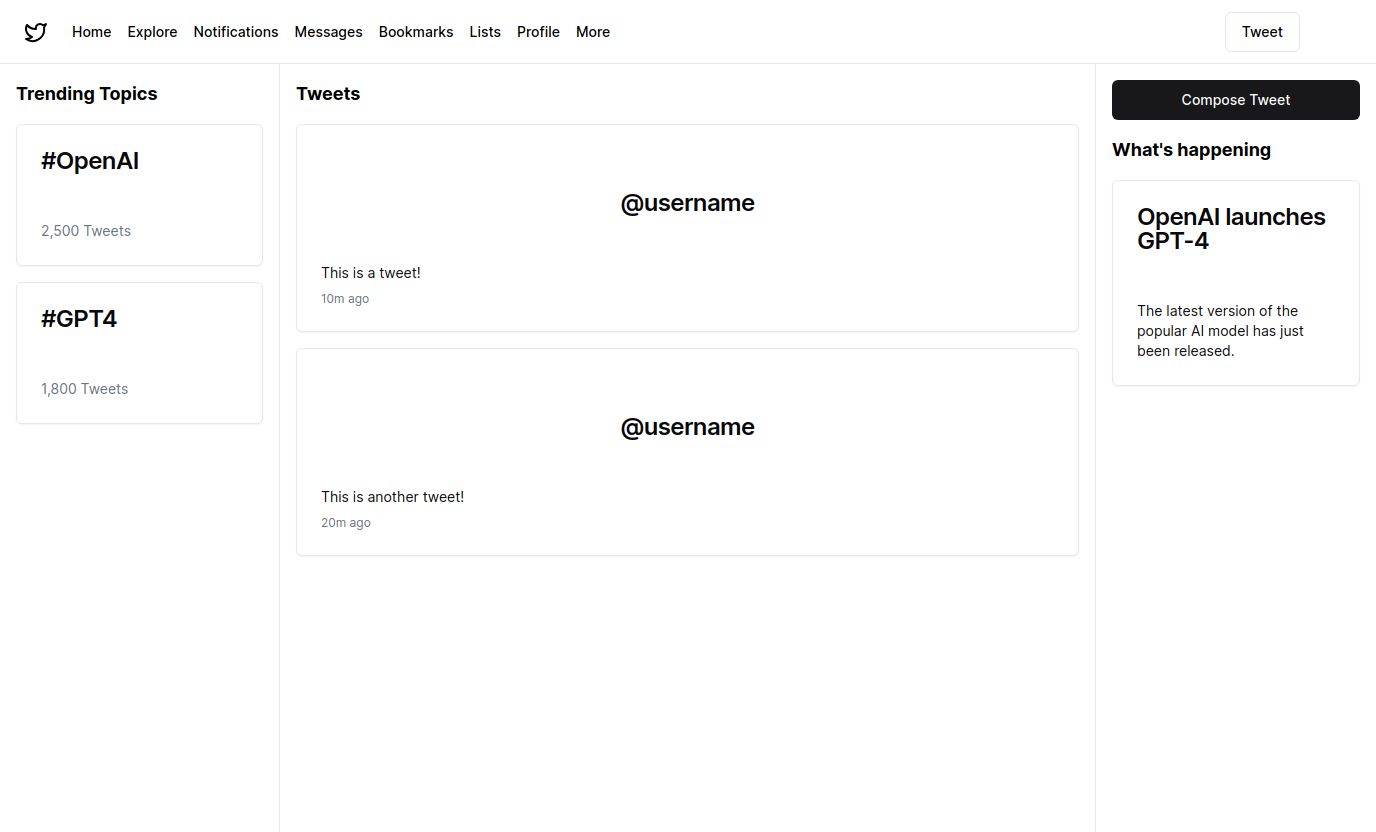 Home Explore Notifications Messages Bookmarks Lists Profile More Tweet
Trending Topics
#OpenAI
2,500 Tweets
#GPT4
1,800 Tweets
Tweets
@username
This is a tweet!
10m ago
@username
This is another tweet!
20m ago
Compose Tweet
What's happening
OpenAI launches
GPT-4
The latest version of the
popular AI model has just
been released.